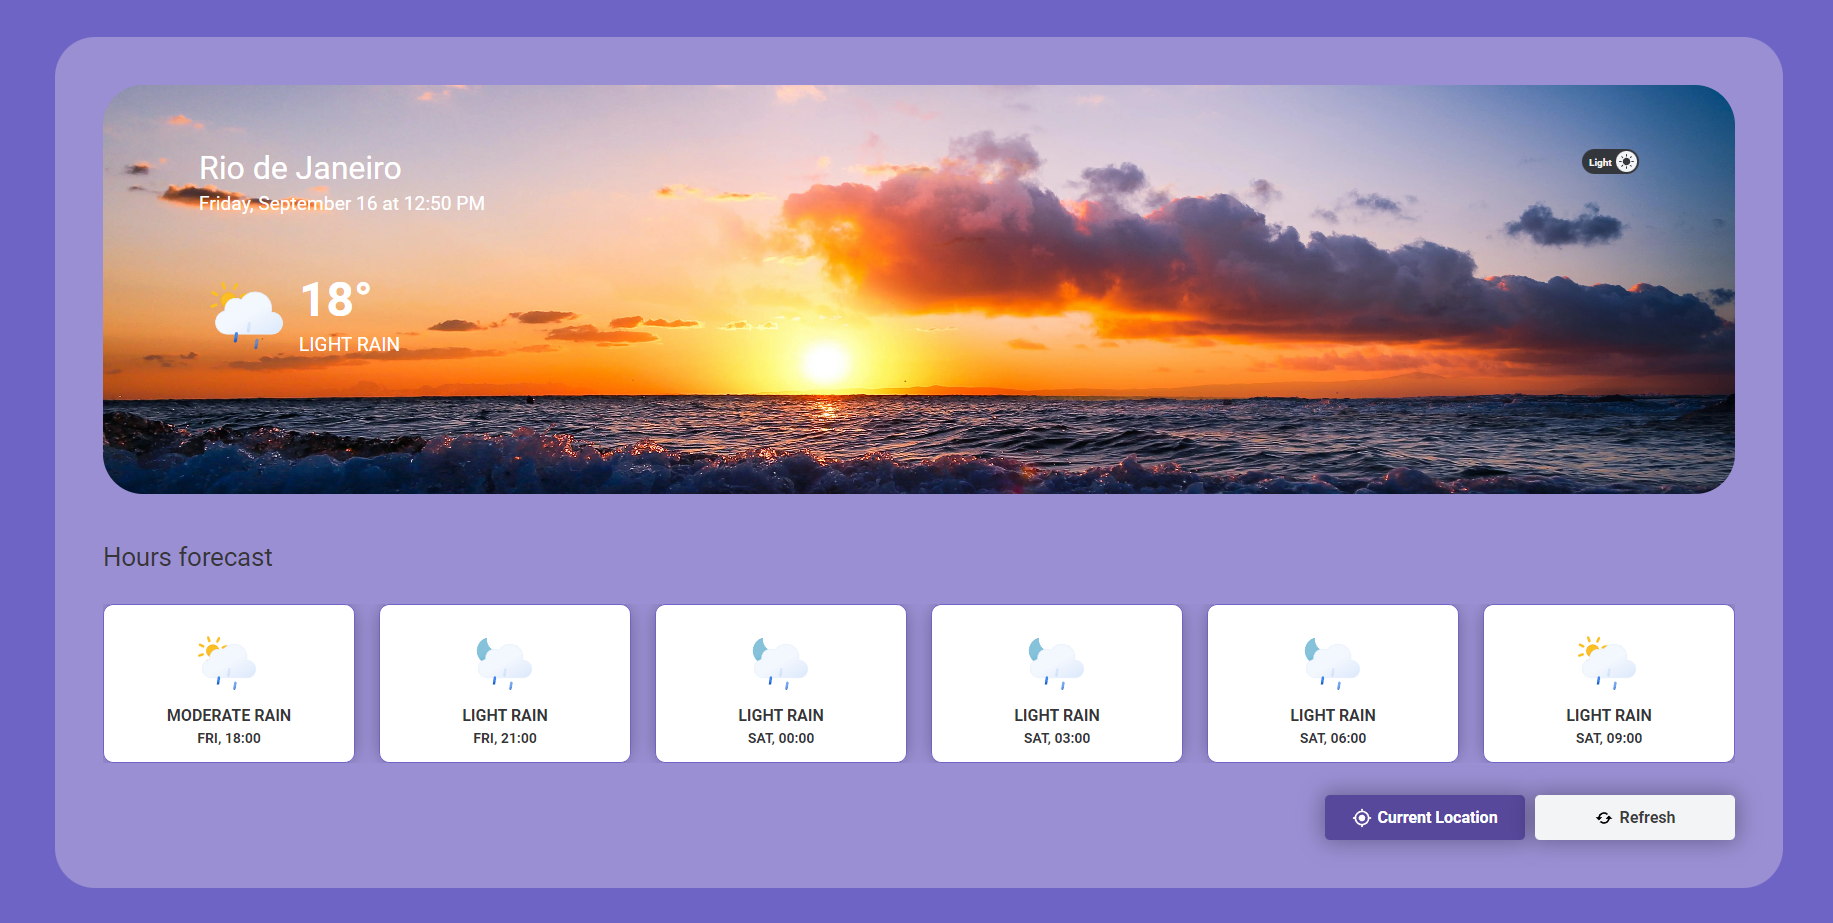 Rio de Janeiro
Friday, September 16 at 12:50 PM
Light
18°
LIGHT RAIN
Hours forecast
MODERATE RAIN
FRI, 18:00
LIGHT RAIN
FRI, 21:00
LIGHT RAIN
SAT, 00:00
LIGHT RAIN
SAT, 03:00
LIGHT RAIN
SAT, 06:00
LIGHT RAIN
SAT, 09:00
Current Location
Refresh